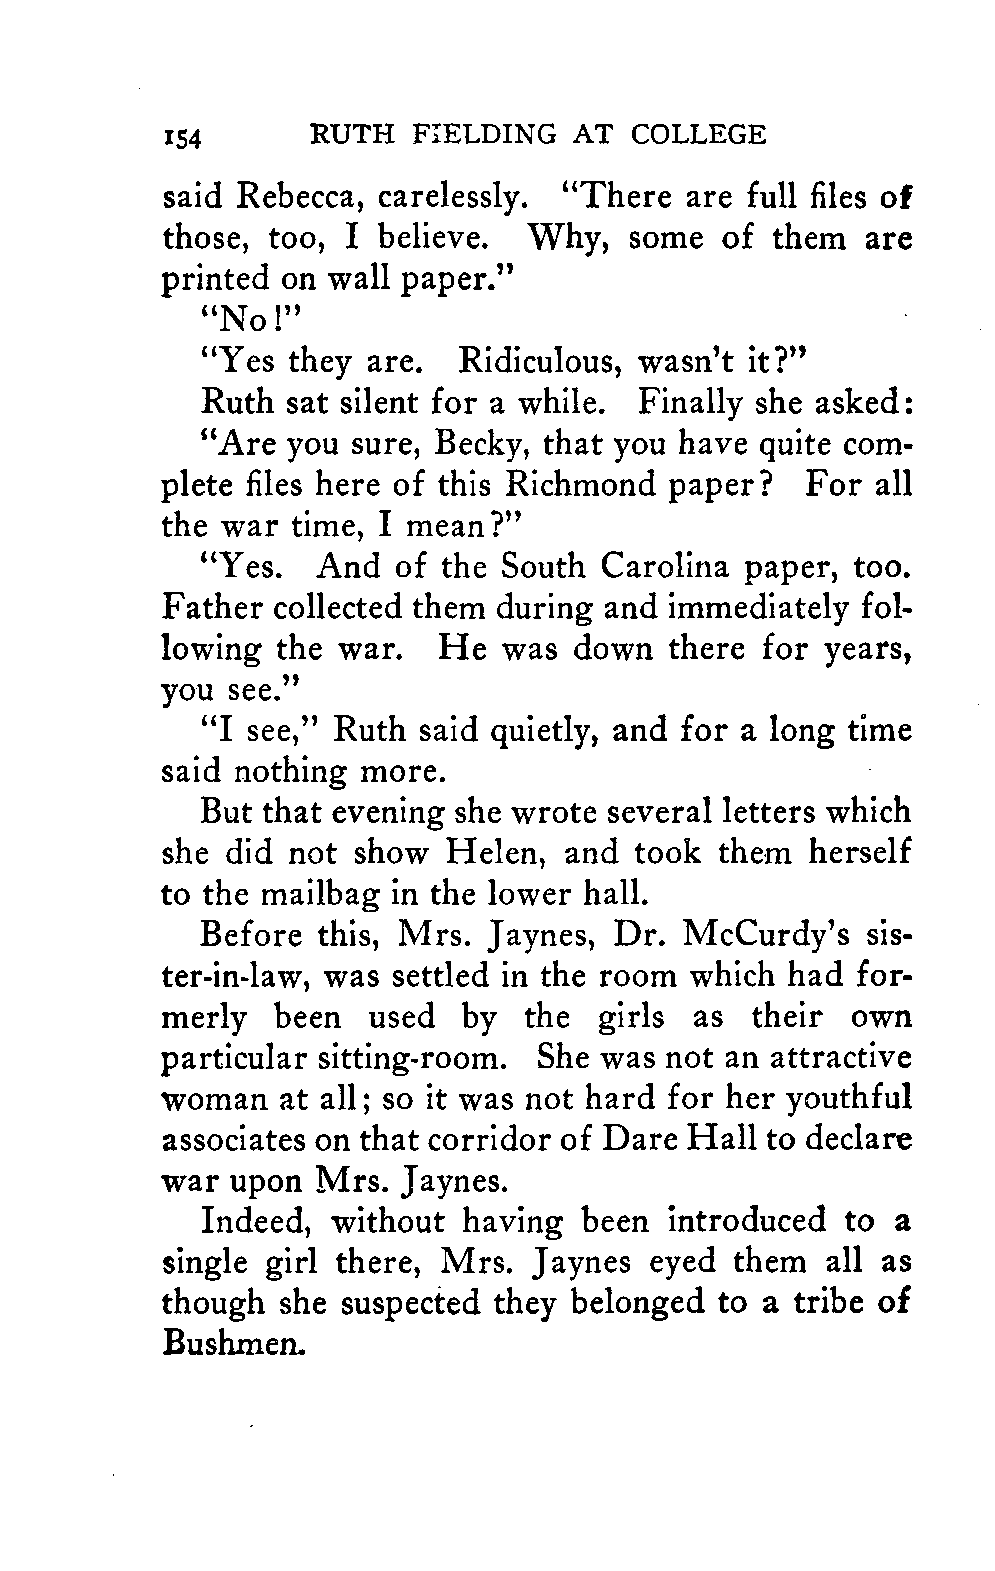 154 RUTH FIELDING AT COLLEGE
said Rebecca, carelessly. “There are full files of
those, too, I believe. Why, some of them are
printed on wall paper.”
“No!”
“Yes they are. Ridiculous, wasn't it?”
Ruth sat silent for a while. Finally she asked:
“Are you sure, Becky, that you have quite com-
plete files here of this Richmond paper? For all
the war time, I mean?”
“Yes. And of the South Carolina paper, too.
Father collected them during and immediately fol-
lowing the war. He was down there for years,
you see.”
“I see,” Ruth said quietly, and for a long time
said nothing more.
But that evening she wrote several letters which
she did not show Helen, and took them herself
to the mailbag in the lower hall.
Before this, Mrs. Jaynes, Dr. McCurdy's sis-
ter-in-law, was settled in the room which had for-
merly been used by the girls as their own
particular sitting-room. She was not an attractive
woman at all; so it was not hard for her youthful
associates on that corridor of Dare Hall to declare
war upon Mrs. Jaynes.
Indeed, without having been introduced to a
single girl there, Mrs. Jaynes eyed them all as
though she suspected they belonged to a tribe of
Bushmen.